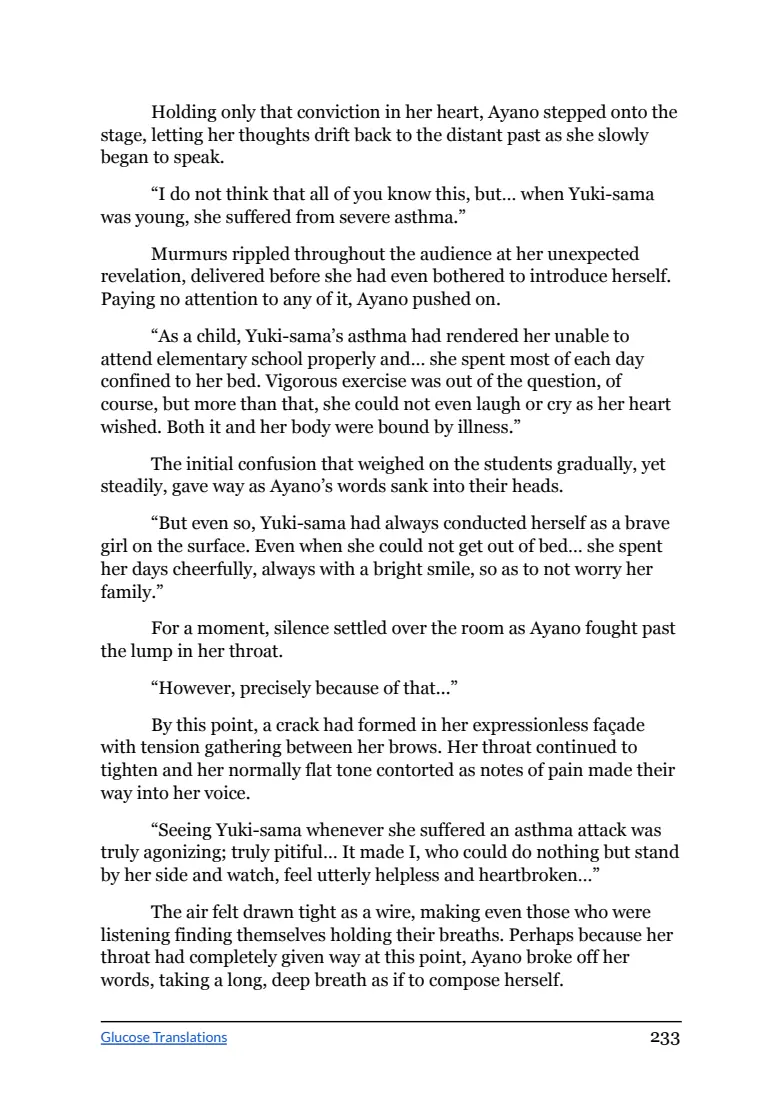 Holding only that conviction in her heart, Ayano stepped onto the
stage, letting her thoughts drift back to the distant past as she slowly
began to speak.
“I do not think that all of you know this, but... when Yuki-sama
was young, she suffered from severe asthma.”
Murmurs rippled throughout the audience at her unexpected
revelation, delivered before she had even bothered to introduce herself.
Paying no attention to any of it, Ayano pushed on.
“As a child, Yuki-sama’s asthma had rendered her unable to
attend elementary school properly and... she spent most of each day
confined to her bed. Vigorous exercise was out of the question, of
course, but more than that, she could not even laugh or cry as her heart
wished. Both it and her body were bound by illness.”
The initial confusion that weighed on the students gradually, yet
steadily, gave way as Ayano’s words sank into their heads.
“But even so, Yuki-sama had always conducted herself as a brave
girl on the surface. Even when she could not get out of bed... she spent
her days cheerfully, always with a bright smile, so as to not worry her
family.”
For a moment, silence settled over the room as Ayano fought past
the lump in her throat.
“However, precisely because of that...”
By this point, a crack had formed in her expressionless façade
with tension gathering between her brows. Her throat continued to
tighten and her normally flat tone contorted as notes of pain made their
way into her voice.
“Seeing Yuki-sama whenever she suffered an asthma attack was
truly agonizing; truly pitiful... It made I, who could do nothing but stand
by her side and watch, feel utterly helpless and heartbroken...”
The air felt drawn tight as a wire, making even those who were
listening finding themselves holding their breaths. Perhaps because her
throat had completely given way at this point, Ayano broke off her
words, taking a long, deep breath as if to compose herself.
Glucose Translations
233